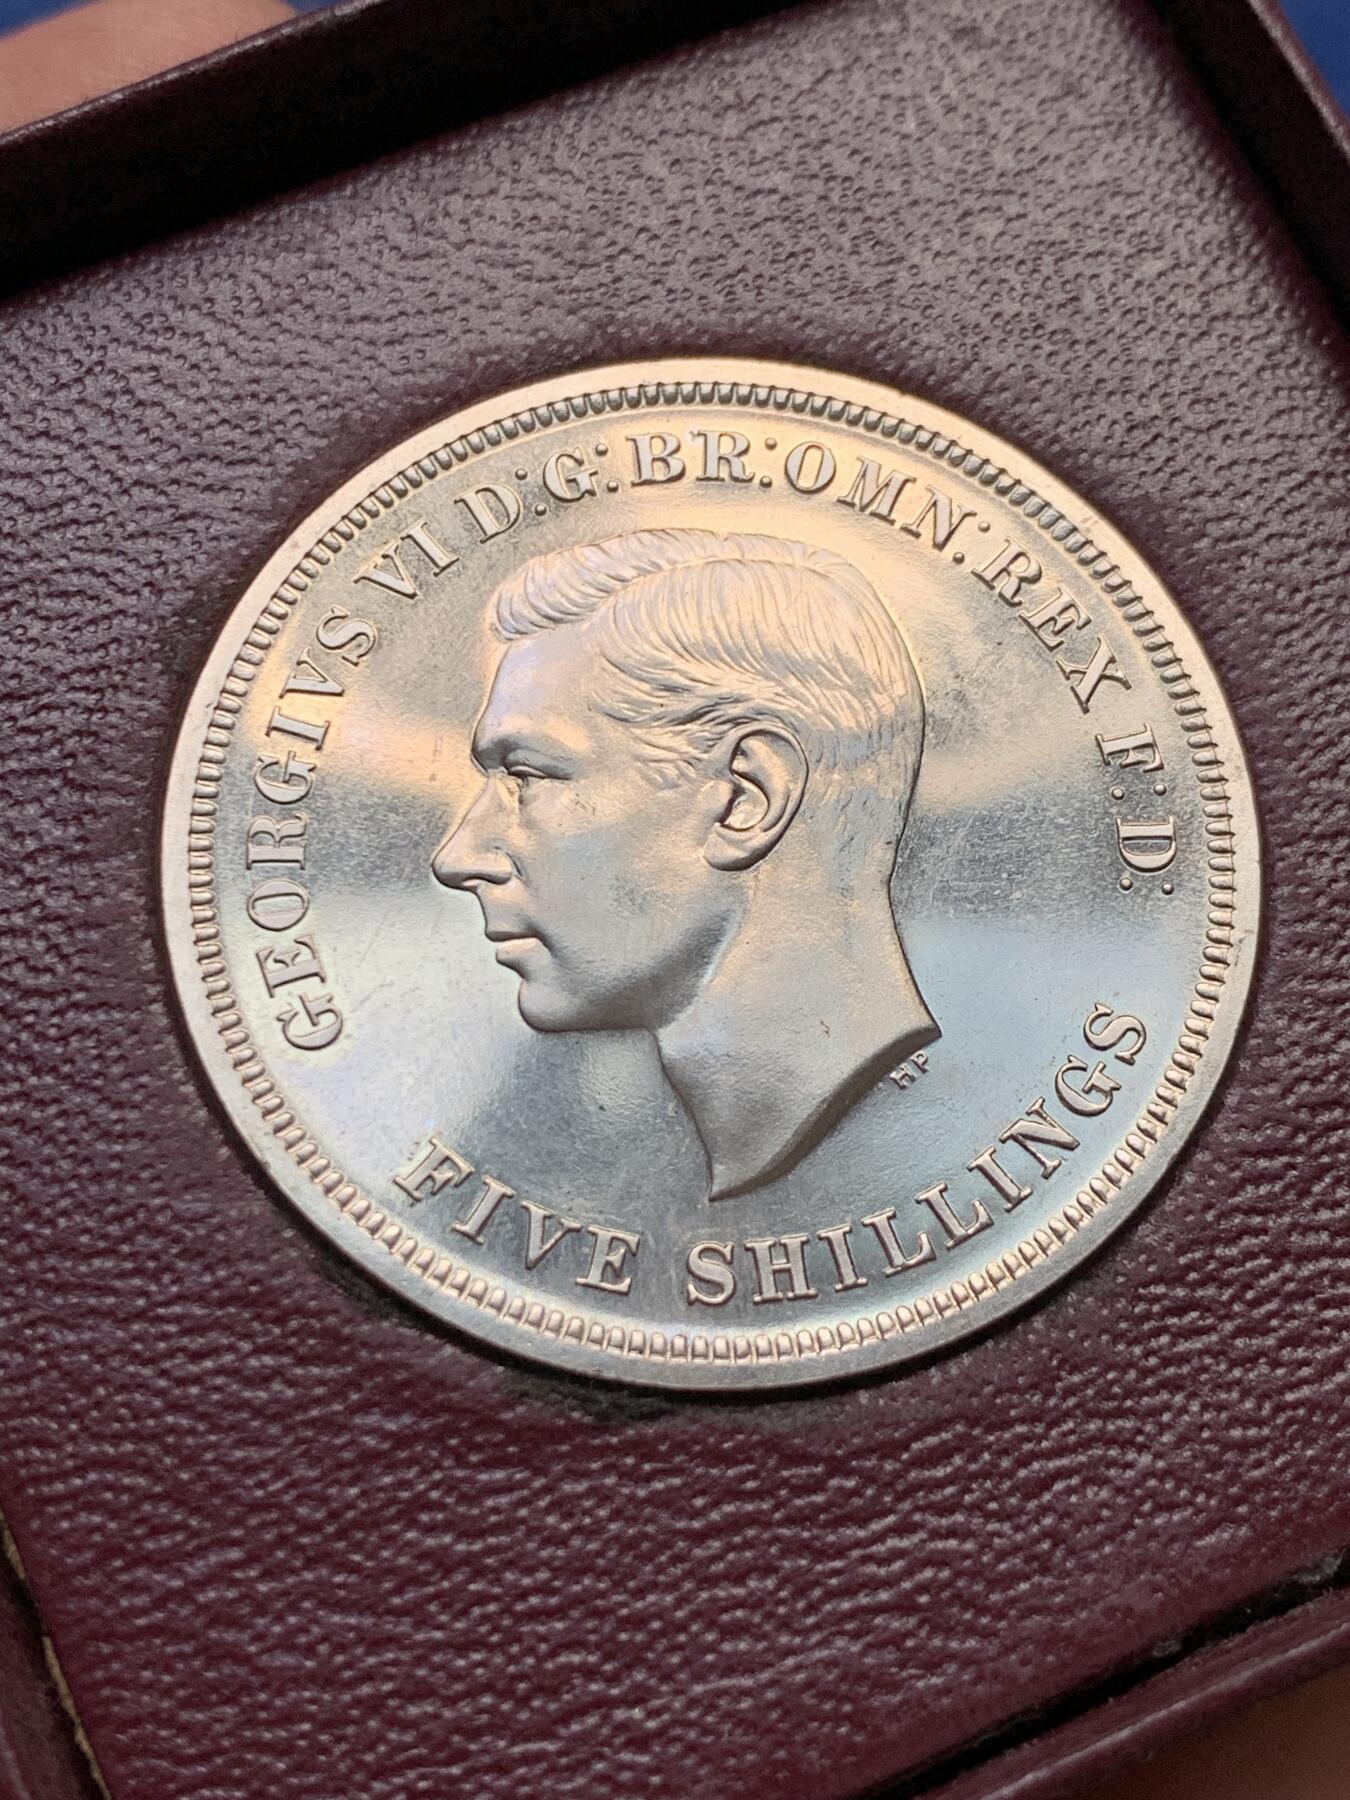 GEORGIVS VI D:G:BR:OMN:REX F:D:
HP
FIVE SHILLINGS